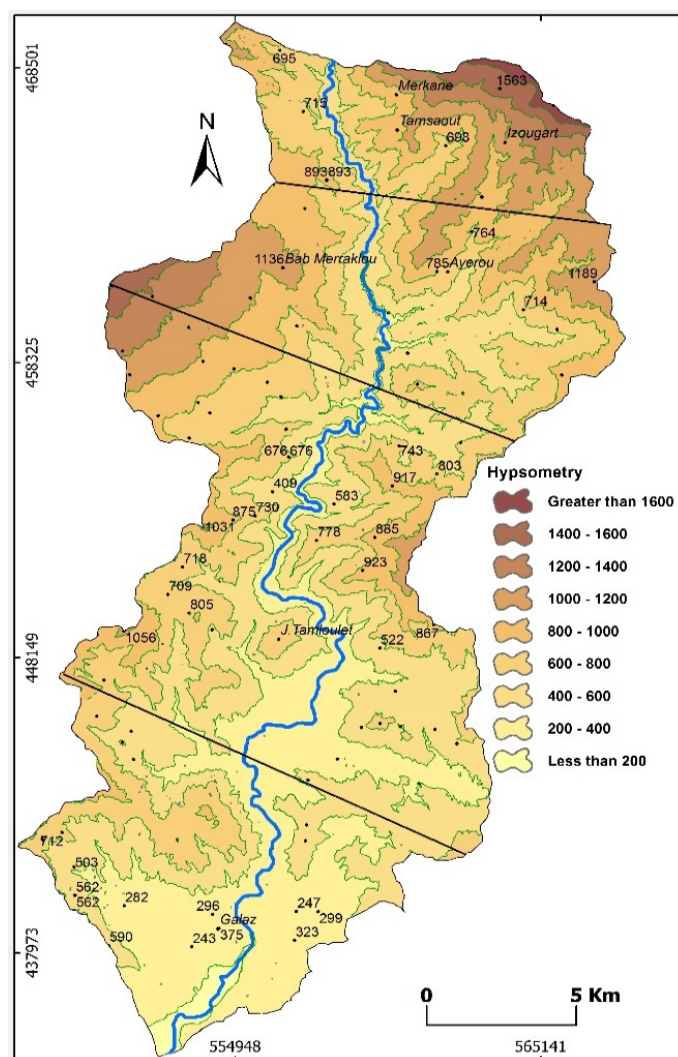 468501
695
Merkane
1563
715
Tamsaout
698
Izougart
N
893 893
764
1136 Bab Merraklou
785 Ayerou
1189
714
458325
676 676
743
803
917
Hypsometry
409
583
875 730
1031
778
885
Greater than 1600
1400 - 1600
1200 - 1400
1000 - 1200
800 - 1000
600 - 800
400 - 600
200 - 400
Less than 200
718
923
709
805
1056
J.Tamloulet
522
867
448149
712
503
562
562
282
296
Galaz
247
299
590
243
375
323
437973
0
5 Km
554948
565141